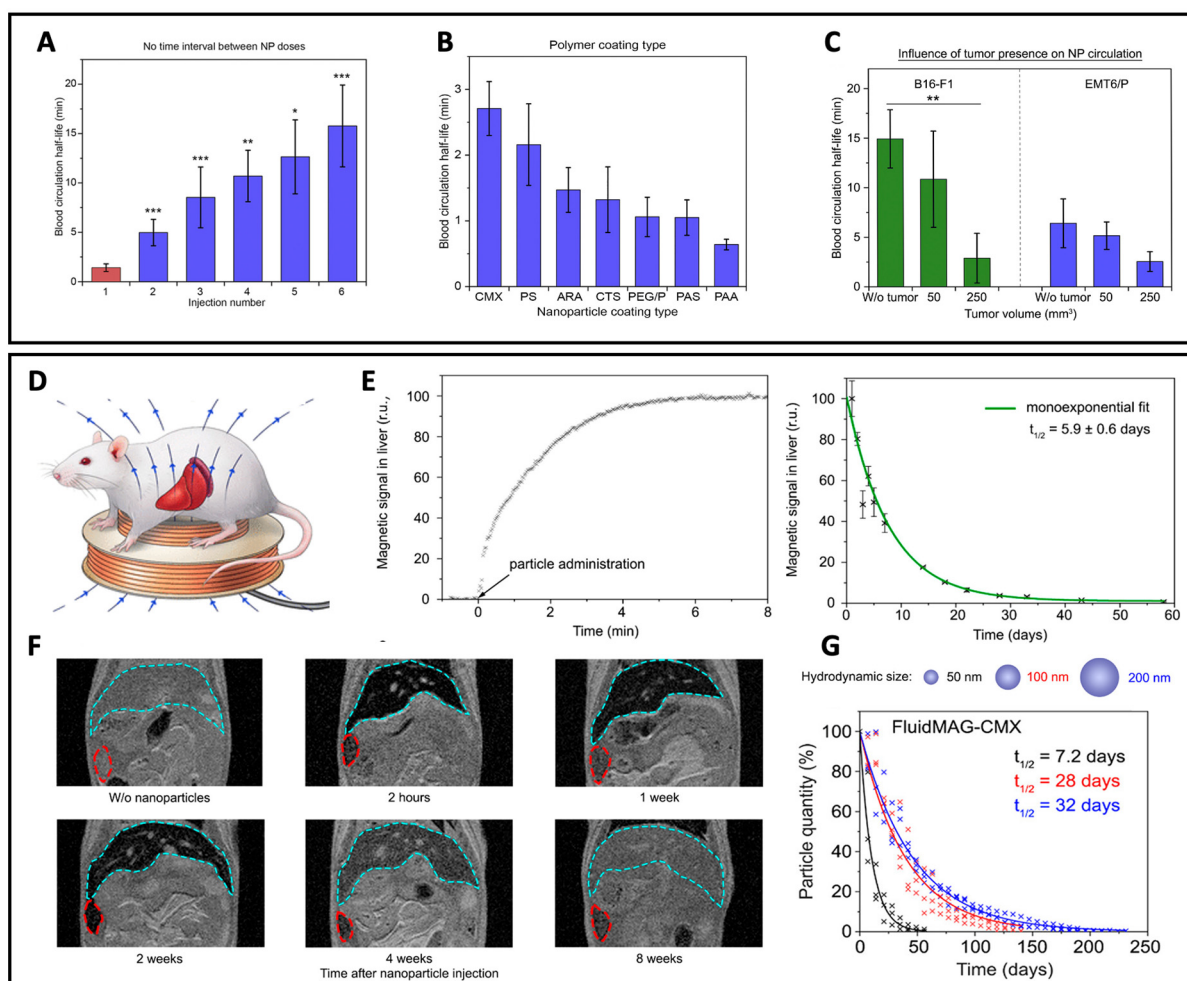 A
No time interval between NP doses
Blood circulation half-life (min)
20
15
10
5
0
***
***
**
*
***
1 2 3 4 5 6
Injection number
B
Polymer coating type
Blood circulation half-life (min)
3
2
1
0
CMX PS ARA CTS PEG/P PAS PAA
Nanoparticle coating type
C
Influence of tumor presence on NP circulation
B16-F1 EMT6/P
**
Blood circulation half-life (min)
20
15
10
5
0
W/o tumor 50 250 W/o tumor 50 250
Tumor volume (mm³)
D
E
Magnetic signal in liver (r.u.,
100
80
60
40
20
0
particle administration
0 2 4 6 8
Time (min)
Magnetic signal in liver (r.u.)
100
80
60
40
20
0
monoexponential fit
t1/2 = 5.9 ± 0.6 days
0 10 20 30 40 50 60
Time (days)
F
W/o nanoparticles
2 hours
1 week
2 weeks
4 weeks
8 weeks
Time after nanoparticle injection
G
Hydrodynamic size: 50 nm 100 nm 200 nm
FluidMAG-CMX
t1/2 = 7.2 days
t1/2 = 28 days
t1/2 = 32 days
Particle quantity (%)
100
80
60
40
20
0
0 50 100 150 200 250
Time (days)